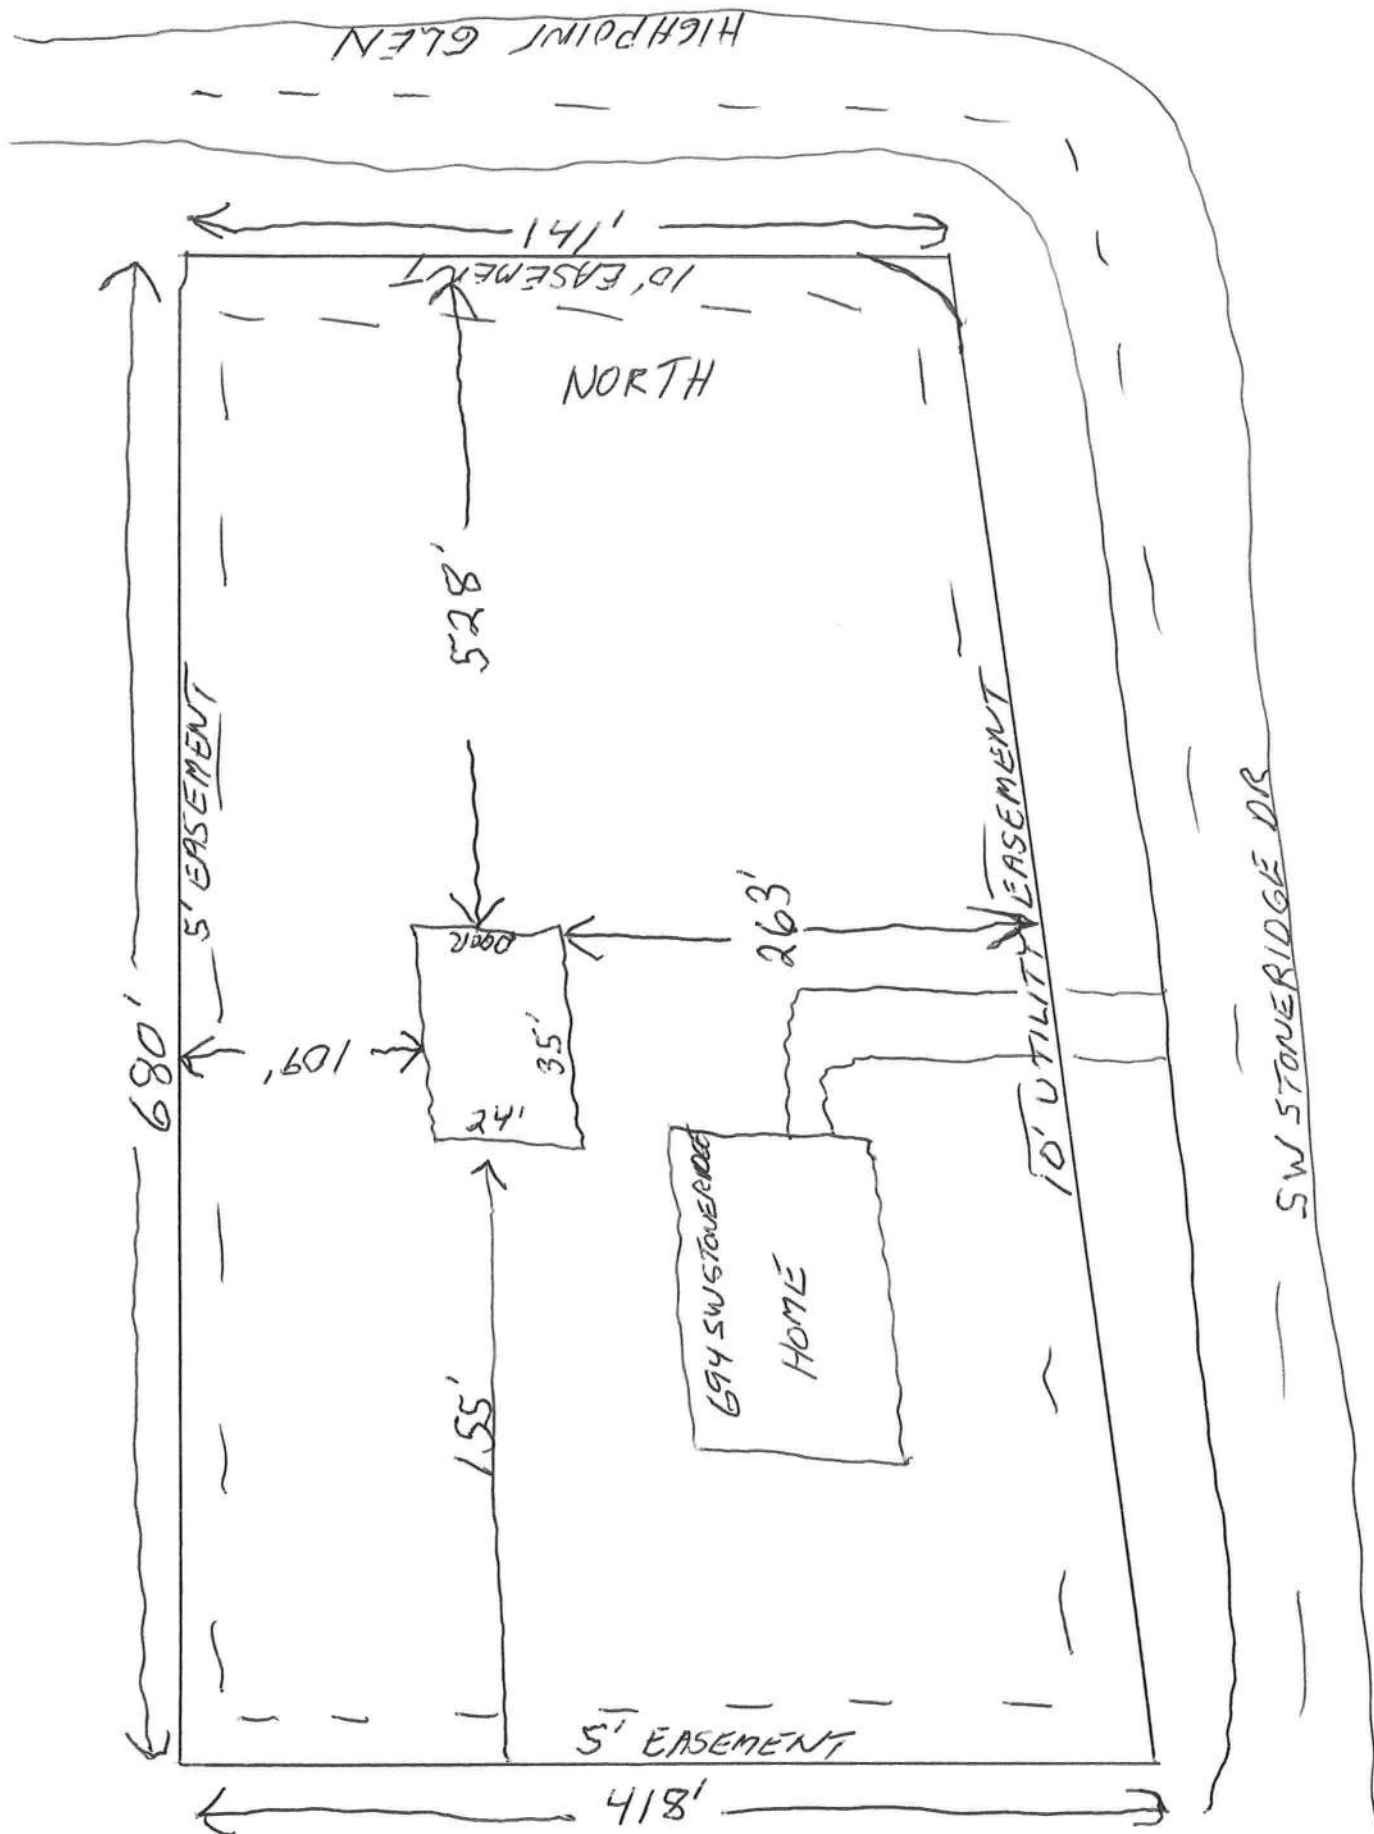 HIGHPOINT GLEN
141'
10' EASEMENT
NORTH
528'
5' EASEMENT
680'
DOOR
263'
109'
35'
24'
10' UTILITY EASEMENT
SW STONERIDGE DR
694 SW STONERIDGE
HOME
155'
5' EASEMENT
418'